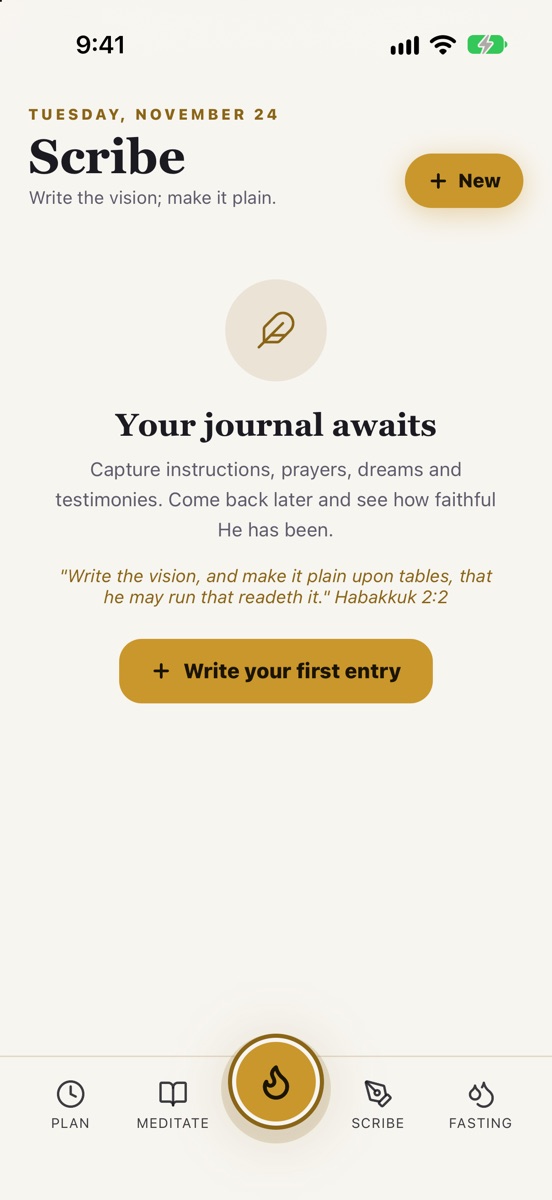 9:41
TUESDAY, NOVEMBER 24
Scribe
Write the vision; make it plain.
+ New
Your journal awaits
Capture instructions, prayers, dreams and
testimonies. Come back later and see how faithful
He has been.
"Write the vision, and make it plain upon tables, that
he may run that readeth it." Habakkuk 2:2
+ Write your first entry
PLAN
MEDITATE
SCRIBE
FASTING